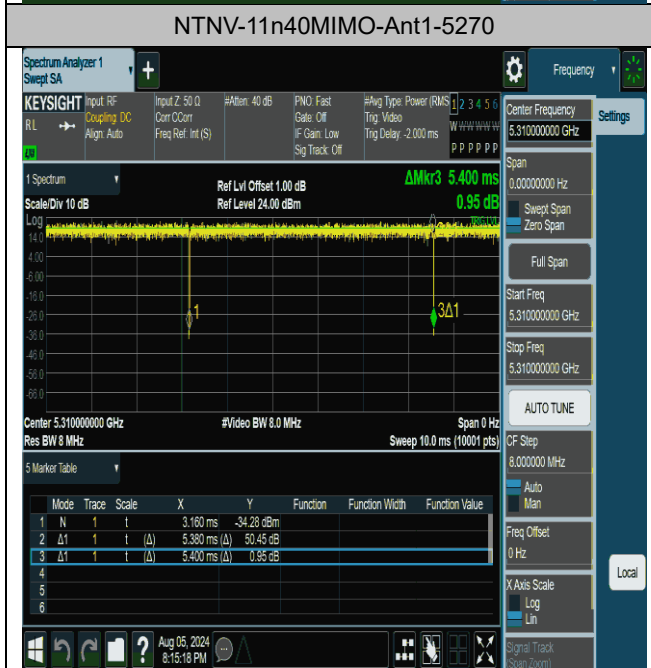 NTNV-11n40MIMO-Ant1-5270
Spectrum Analyzer 1
Swept SA
+
Frequency
KEYSIGHT
RL
Input: RF
Coupling: DC
Align: Auto
Input Z: 50 Ω
Corr CCorr
Freq Ref: Int (S)
#Atten: 40 dB
PNO: Fast
Gate: Off
IF Gain: Low
Sig Track: Off
#Avg Type: Power (RMS
Trig: Video
Trig Delay: -2.000 ms
1 2 3 4 5 6
W W W W W W
P P P P P P
Center Frequency
5.310000000 GHz
Settings
Span
0.00000000 Hz
Swept Span
Zero Span
Full Span
Start Freq
5.310000000 GHz
Stop Freq
5.310000000 GHz
AUTO TUNE
CF Step
8.000000 MHz
Auto
Man
Freq Offset
0 Hz
X Axis Scale
Log
Lin
Signal Track
(Span Zoom)
Local
1 Spectrum
Scale/Div 10 dB
Ref Lvl Offset 1.00 dB
Ref Level 24.00 dBm
ΔMkr3 5.400 ms
0.95 dB
Log
TRIG LVL
14.0
4.00
-6.00
-16.0
-26.0
-36.0
-46.0
-56.0
-66.0
1
3Δ1
Center 5.310000000 GHz
#Video BW 8.0 MHz
Span 0 Hz
Res BW 8 MHz
Sweep 10.0 ms (10001 pts)
5 Marker Table
Mode Trace Scale X Y Function Function Width Function Value
1 N 1 t 3.160 ms -34.28 dBm
2 Δ1 1 t (Δ) 5.380 ms (Δ) 50.45 dB
3 Δ1 1 t (Δ) 5.400 ms (Δ) 0.95 dB
4
5
6
?
Aug 05, 2024
8:15:18 PM